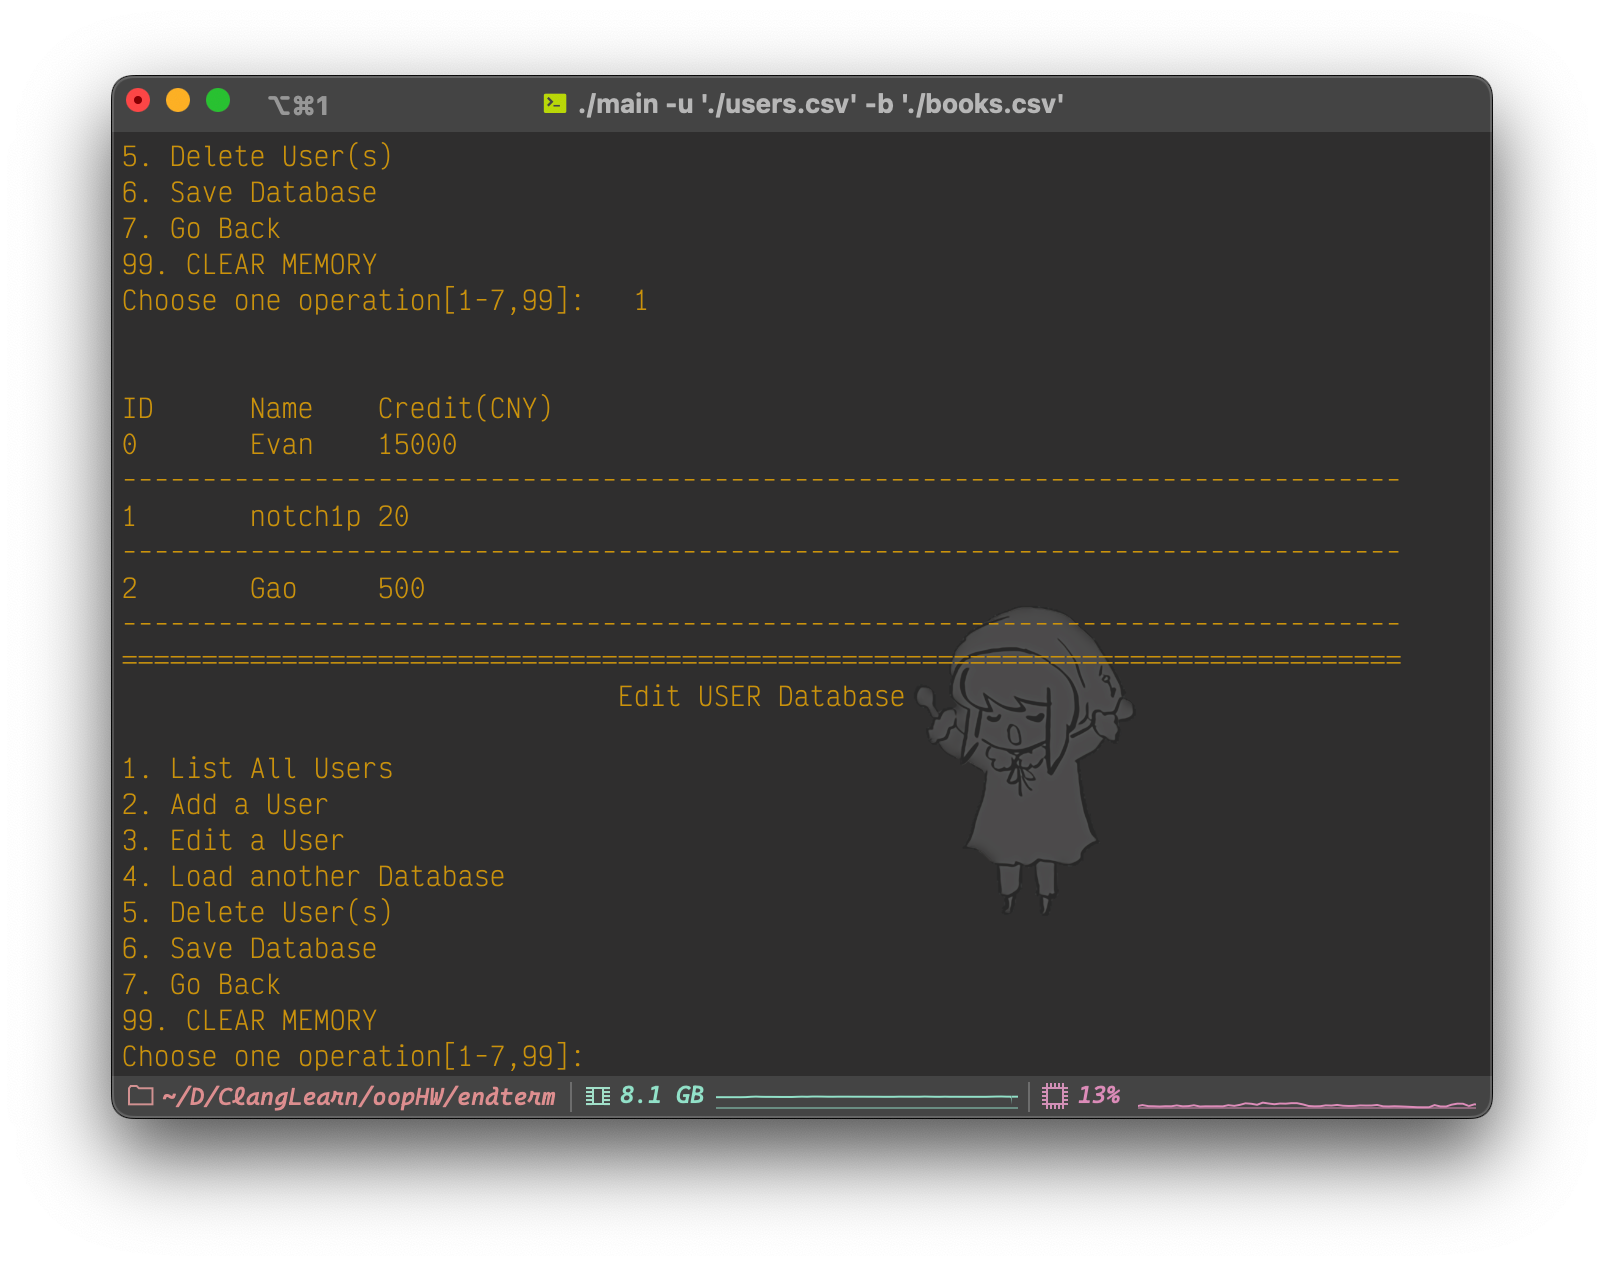 ⌥⌘1 ./main -u './users.csv' -b './books.csv'
5. Delete User(s)
6. Save Database
7. Go Back
99. CLEAR MEMORY
Choose one operation[1-7,99]:   1
ID      Name    Credit(CNY)
0       Evan    15000
--------------------------------------------------------------------------------
1       notch1p 20
--------------------------------------------------------------------------------
2       Gao     500
--------------------------------------------------------------------------------
================================================================================
Edit USER Database
1. List All Users
2. Add a User
3. Edit a User
4. Load another Database
5. Delete User(s)
6. Save Database
7. Go Back
99. CLEAR MEMORY
Choose one operation[1-7,99]:
~/D/ClangLearn/oopHW/endterm 8.1 GB 13%